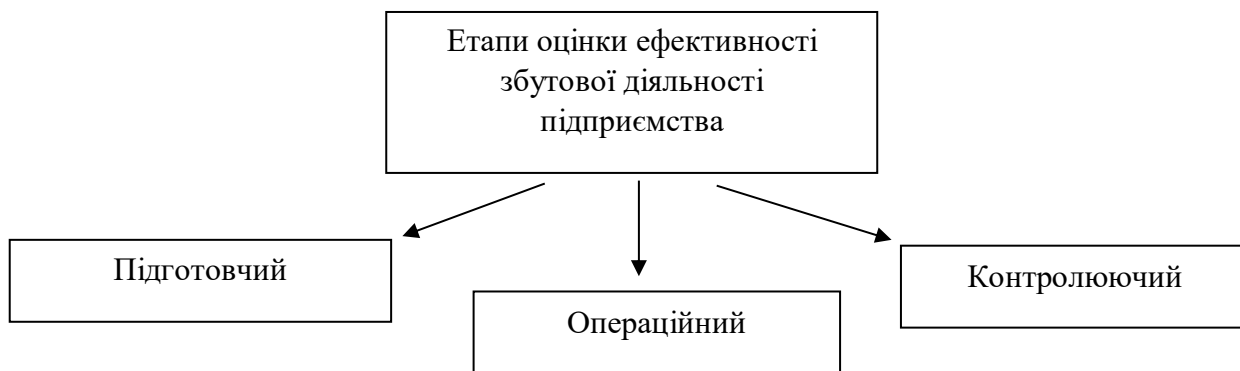 Етапи оцінки ефективності
збутової діяльності
підприємства
Підготовчий
Операційний
Контролюючий